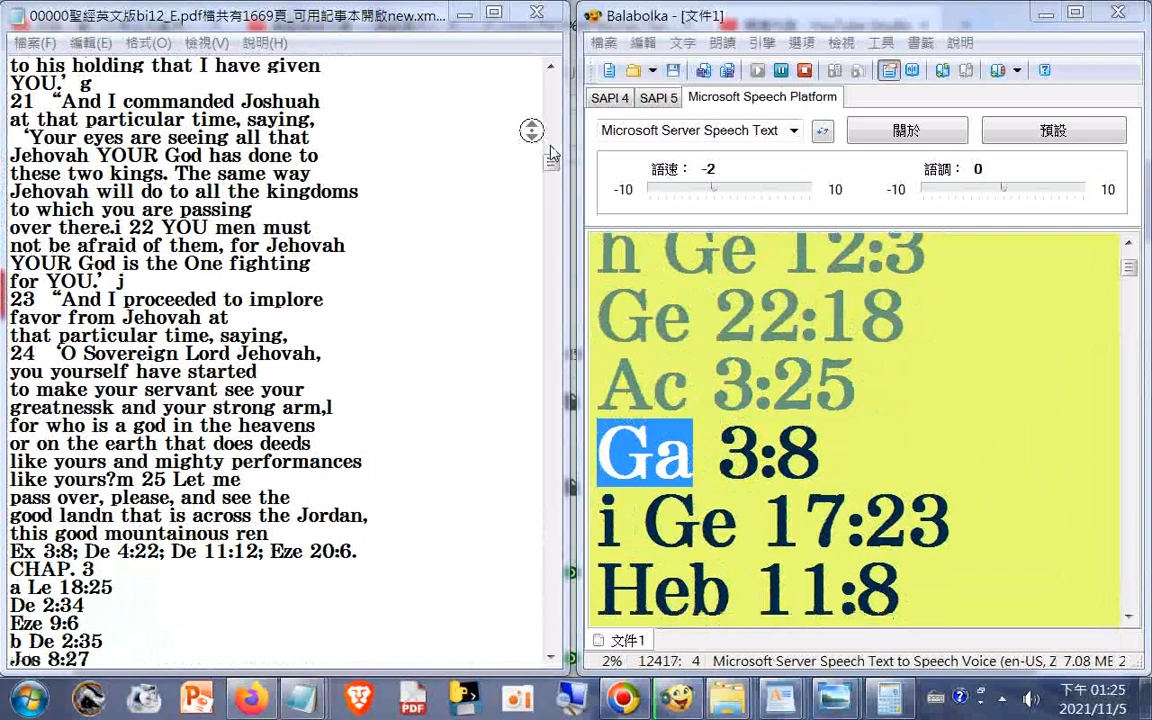 00000聖經英文版bi12_E.pdf檔共有1669頁_可用記事本開啟new.xm...
檔案(F) 編輯(E) 格式(O) 檢視(V) 說明(H)
to his holding that I have given
YOU.’ g
21 “And I commanded Joshuah
at that particular time, saying,
‘Your eyes are seeing all that
Jehovah YOUR God has done to
these two kings. The same way
Jehovah will do to all the kingdoms
to which you are passing
over there.i 22 YOU men must
not be afraid of them, for Jehovah
YOUR God is the One fighting
for YOU.’ j
23 “And I proceeded to implore
favor from Jehovah at
that particular time, saying,
24 ‘O Sovereign Lord Jehovah,
you yourself have started
to make your servant see your
greatnessk and your strong arm,l
for who is a god in the heavens
or on the earth that does deeds
like yours and mighty performances
like yours?m 25 Let me
pass over, please, and see the
good landn that is across the Jordan,
this good mountainous ren
Ex 3:8; De 4:22; De 11:12; Eze 20:6.
CHAP. 3
a Le 18:25
De 2:34
Eze 9:6
b De 2:35
Jos 8:27
Balabolka - [文件1]
檔案 編輯 文字 朗讀 引擎 選項 檢視 工具 書籤 說明
SAPI 4 SAPI 5 Microsoft Speech Platform
Microsoft Server Speech Text 關於 預設
語速: -2 語調: 0
-10 10 -10 10
h Ge 12:3
Ge 22:18
Ac 3:25
Ga 3:8
i Ge 17:23
Heb 11:8
文件1
2% 12417: 4 Microsoft Server Speech Text to Speech Voice (en-US, Z 7.08 MB 2
下午 01:25
2021/11/5